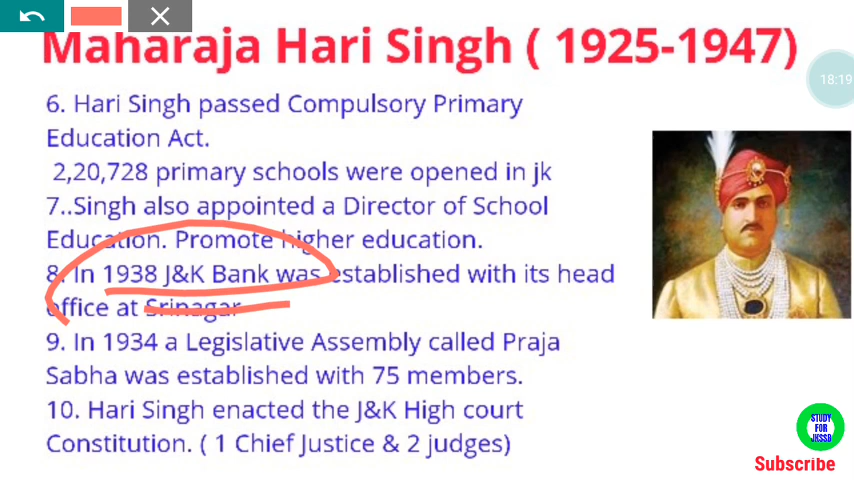 Maharaja Hari Singh ( 1925-1947)
18:19
6. Hari Singh passed Compulsory Primary
Education Act.
2,20,728 primary schools were opened in jk
7..Singh also appointed a Director of School
Education. Promote higher education.
8. In 1938 J&K Bank was established with its head
office at Srinagar
9. In 1934 a Legislative Assembly called Praja
Sabha was established with 75 members.
10. Hari Singh enacted the J&K High court
Constitution. ( 1 Chief Justice & 2 judges)
STUDY
FOR
JKSSB
Subscribe